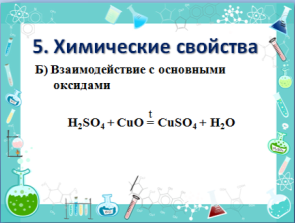 5. Химические свойства
Б) Взаимодействие с основными
оксидами
t
H₂SO₄ + CuO = CuSO₄ + H₂O